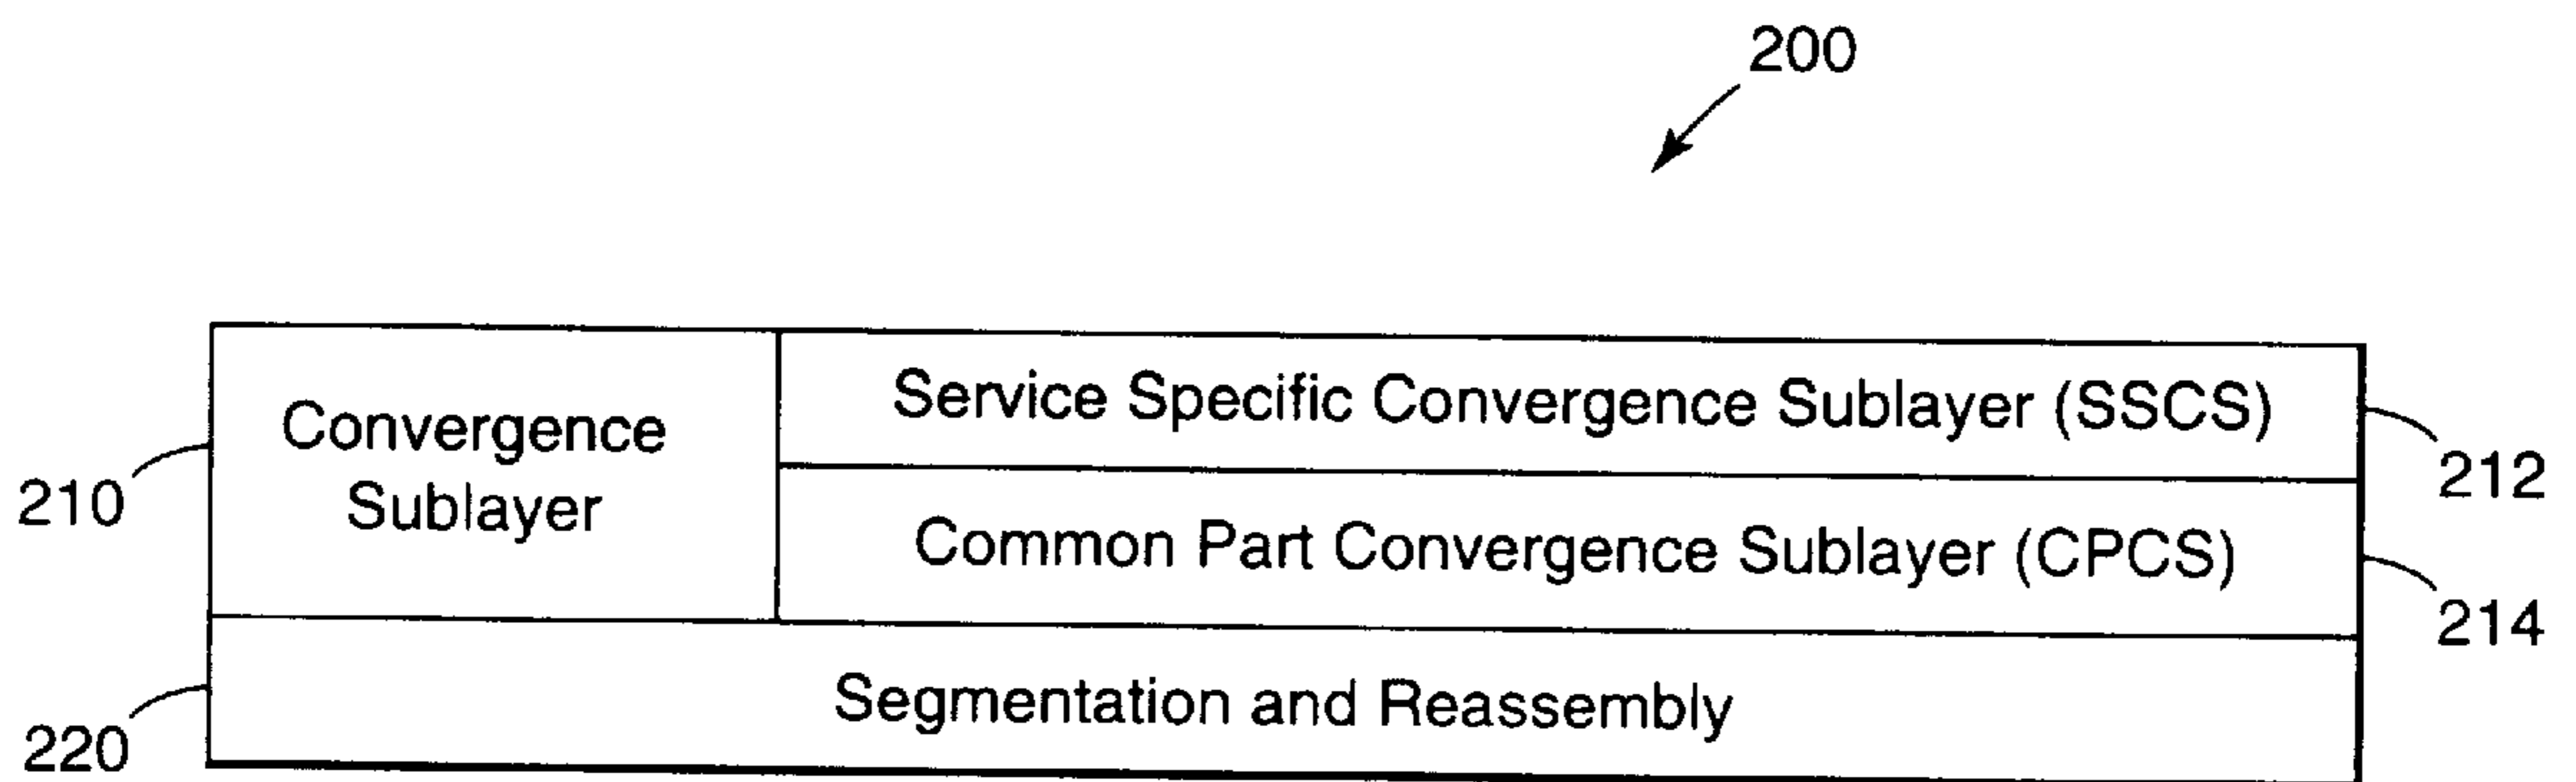 200
Convergence
Sublayer
Service Specific Convergence Sublayer (SSCS)
Common Part Convergence Sublayer (CPCS)
210
212
214
Segmentation and Reassembly
220